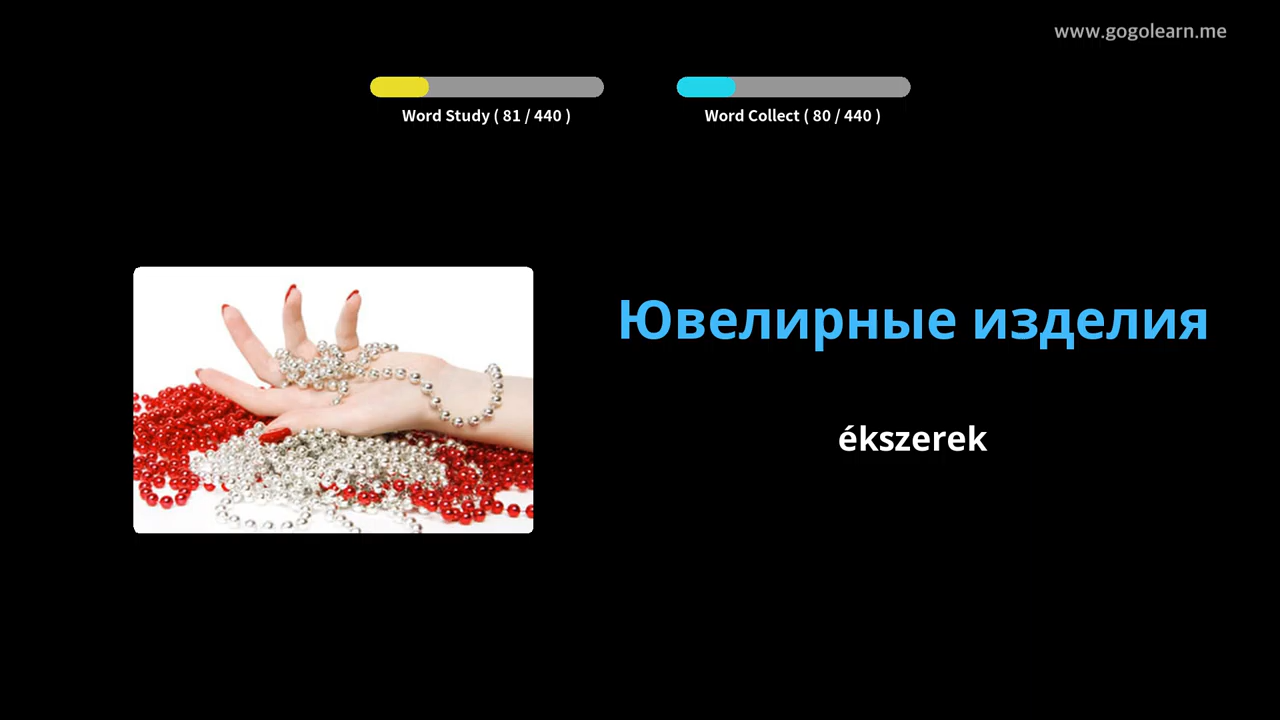 www.gogolearn.me
Word Study ( 81 / 440 )
Word Collect ( 80 / 440 )
Ювелирные изделия
ékszerek